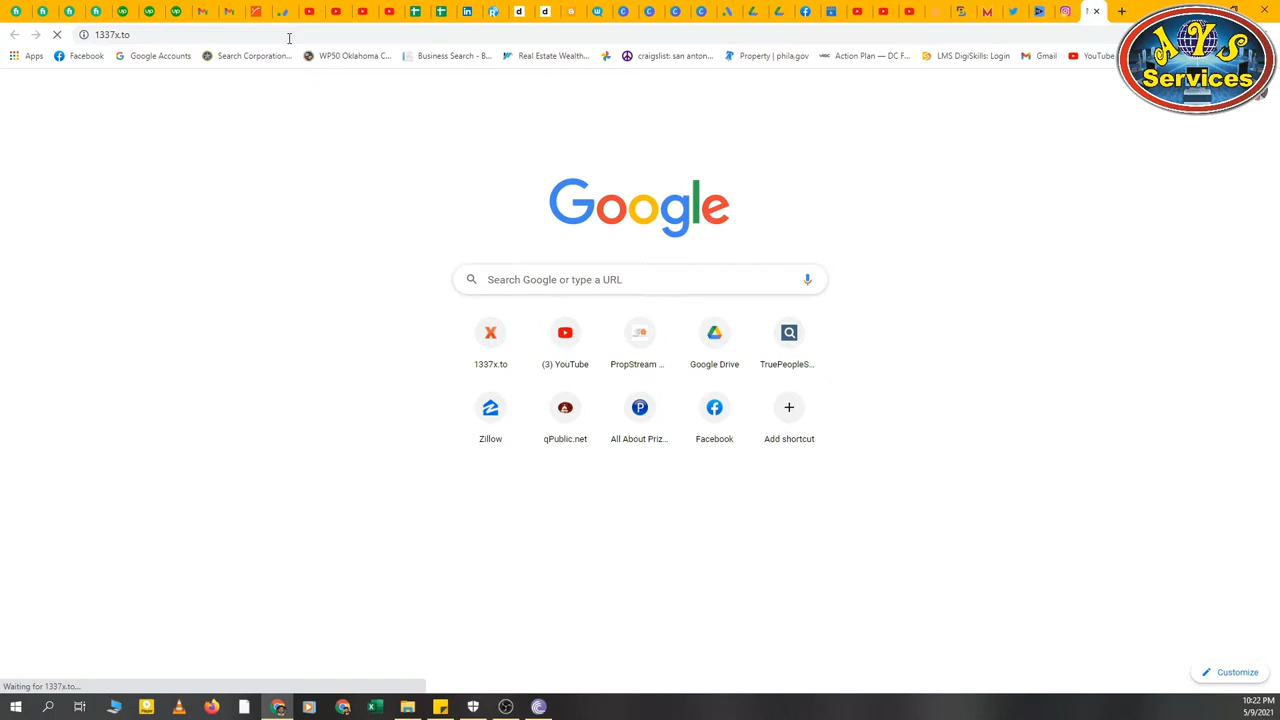 1337x.to
Apps Facebook Google Accounts Search Corporation... WP50 Oklahoma C... Business Search - B... Real Estate Wealth... craigslist: san anton... Property | phila.gov Action Plan — DC F... LMS DigiSkills: Login Gmail YouTube
AYS
Services
Google
Search Google or type a URL
1337x.to (3) YouTube PropStream ... Google Drive TruePeopleS...
Zillow qPublic.net All About Priz... Facebook Add shortcut
Customize
Waiting for 1337x.to...
10:22 PM
5/9/2021